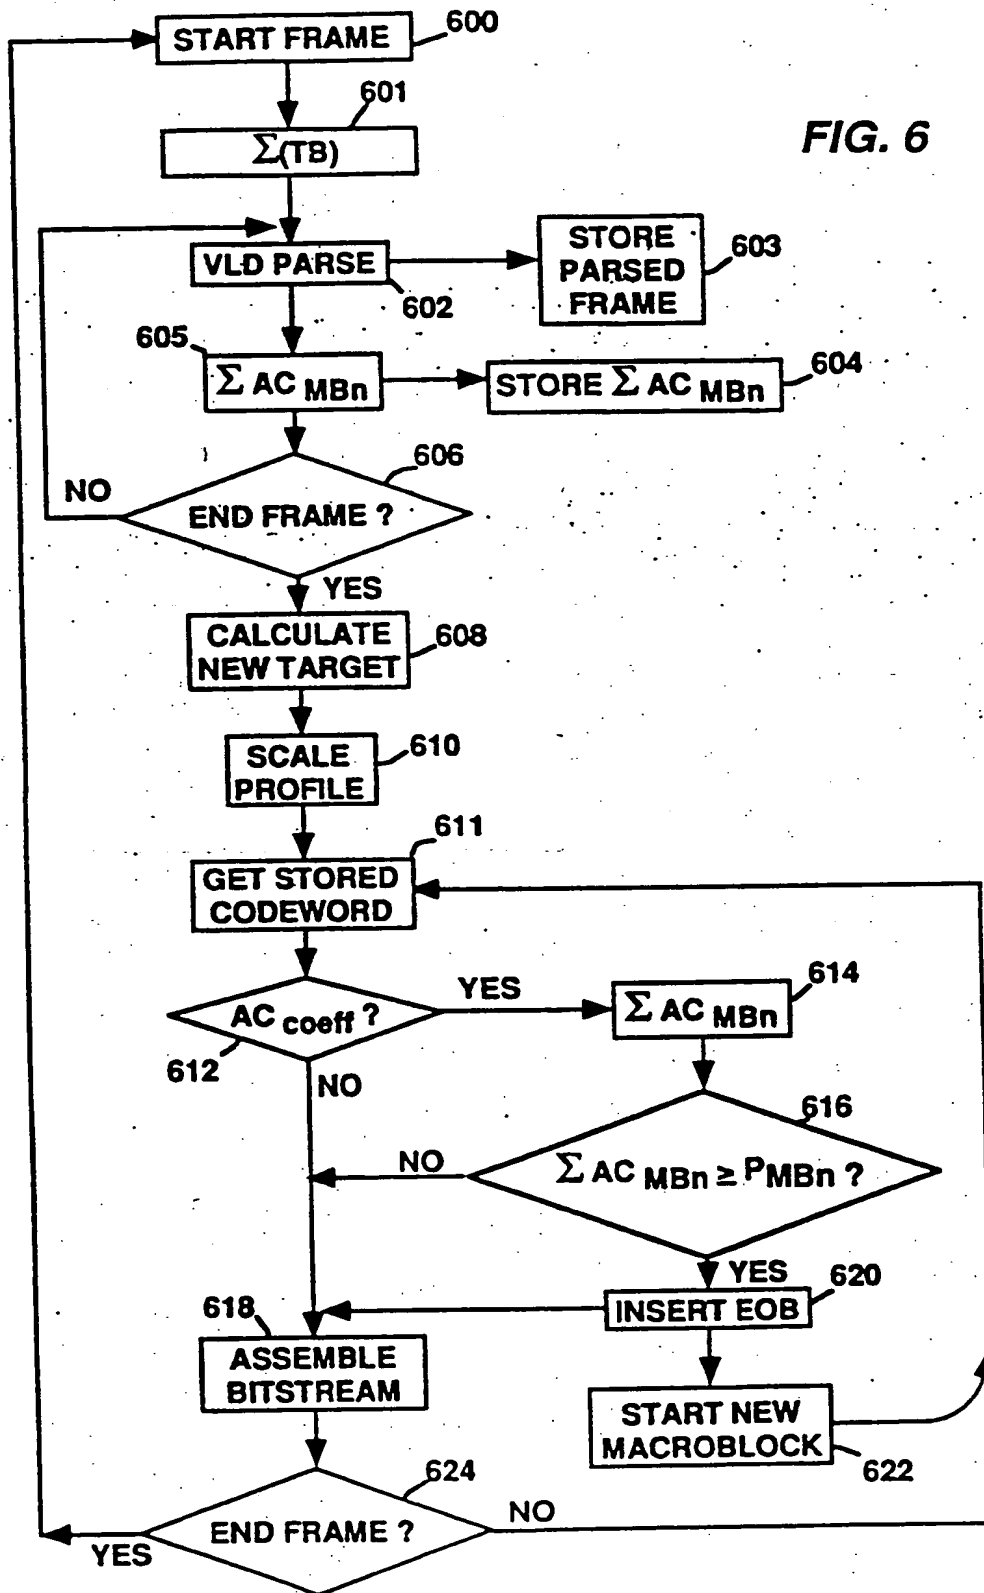 START FRAME
600
601
Σ(TB)
FIG. 6
VLD PARSE
602
STORE
PARSED
FRAME
603
605
Σ AC MBn
STORE Σ AC MBn
604
606
NO
END FRAME ?
YES
CALCULATE
NEW TARGET
608
SCALE
PROFILE
610
611
GET STORED
CODEWORD
AC coeff ?
612
YES
NO
Σ AC MBn
614
616
Σ AC MBn ≥ PMBn ?
NO
YES
620
INSERT EOB
618
ASSEMBLE
BITSTREAM
START NEW
MACROBLOCK
622
624
END FRAME ?
NO
YES